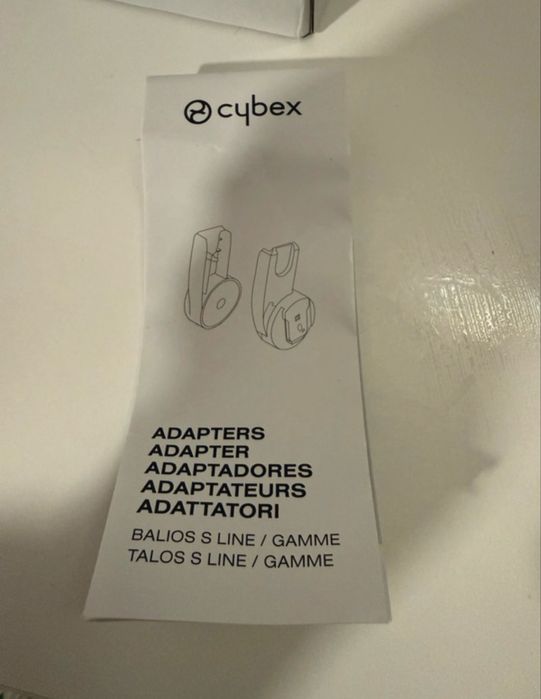 cybex
ADAPTERS
ADAPTER
ADAPTADORES
ADAPTATEURS
ADATTATORI
BALIOS S LINE / GAMME
TALOS S LINE / GAMME